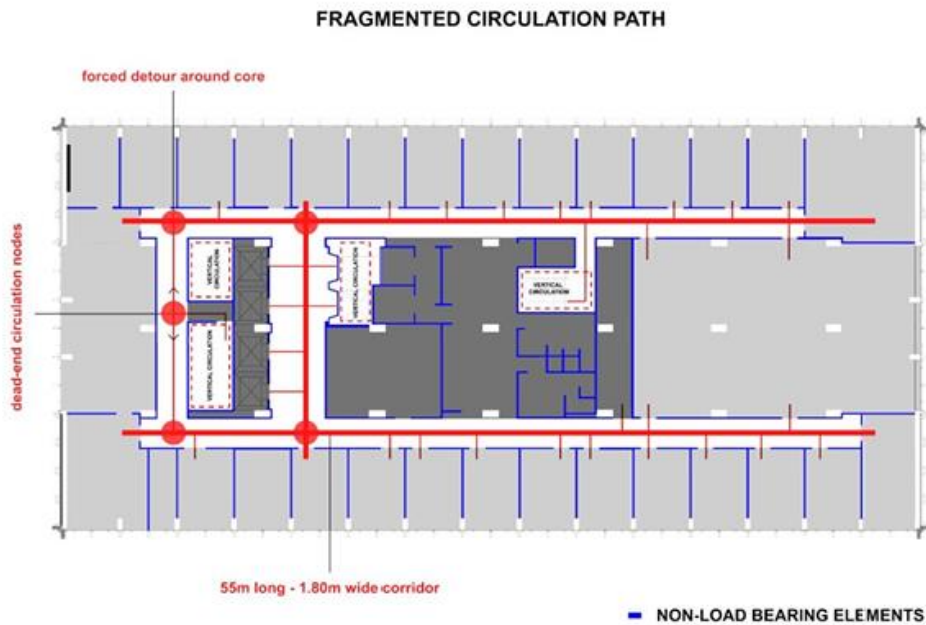 FRAGMENTED CIRCULATION PATH
forced detour around core
dead-end circulation nodes
VERTICAL
CIRCULATION
VERTICAL CIRCULATION
VERTICAL CIRCULATION
VERTICAL
CIRCULATION
55m long - 1.80m wide corridor
NON-LOAD BEARING ELEMENTS